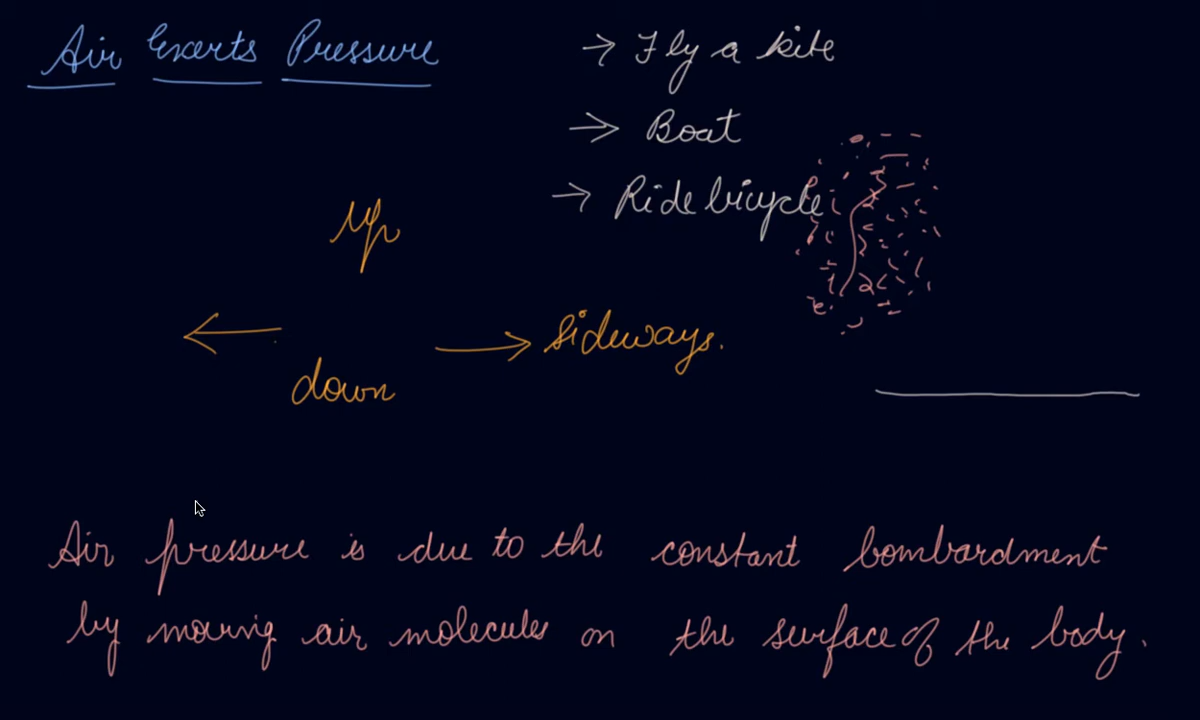 Air Exerts Pressure
→ Fly a kite
→ Boat
→ Ride bicycle
Up
← → Sideways.
down
Air pressure is due to the constant bombardment
by moving air molecules on the surface of the body.